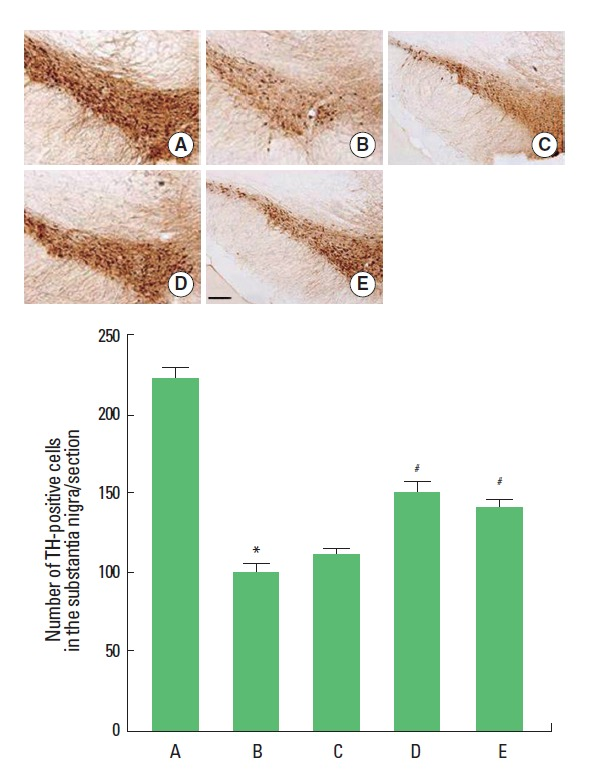 A
B
C
D
E
250
200
150
100
50
0
Number of TH-positive cells
in the substantia nigra/section
*
#
#
A B C D E